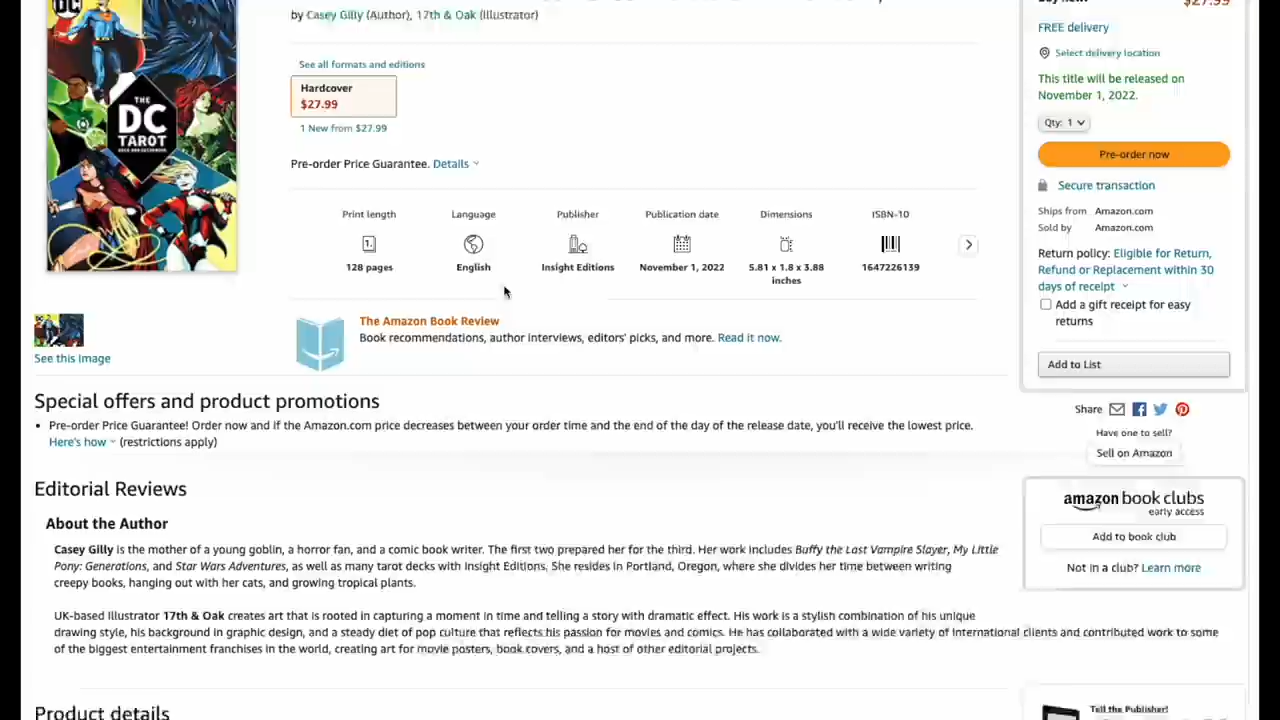 DC
THE
DC
TAROT
by Casey Gilly (Author), 17th & Oak (Illustrator)
See all formats and editions
Hardcover
$27.99
1 New from $27.99
Pre-order Price Guarantee. Details
Print length
Language
Publisher
Publication date
Dimensions
ISBN-10
1.
128 pages
English
Insight Editions
November 1, 2022
5.81 x 1.8 x 3.88
inches
1647226139
The Amazon Book Review
Book recommendations, author interviews, editors' picks, and more. Read it now.
See this image
Special offers and product promotions
• Pre-order Price Guarantee! Order now and if the Amazon.com price decreases between your order time and the end of the day of the release date, you'll receive the lowest price.
Here's how (restrictions apply)
Editorial Reviews
About the Author
Casey Gilly is the mother of a young goblin, a horror fan, and a comic book writer. The first two prepared her for the third. Her work includes Buffy the Last Vampire Slayer, My Little
Pony: Generations, and Star Wars Adventures, as well as many tarot decks with Insight Editions. She resides in Portland, Oregon, where she divides her time between writing
creepy books, hanging out with her cats, and growing tropical plants.
UK-based illustrator 17th & Oak creates art that is rooted in capturing a moment in time and telling a story with dramatic effect. His work is a stylish combination of his unique
drawing style, his background in graphic design, and a steady diet of pop culture that reflects his passion for movies and comics. He has collaborated with a wide variety of international clients and contributed work to some
of the biggest entertainment franchises in the world, creating art for movie posters, book covers, and a host of other editorial projects.
Product details
$27.99
FREE delivery
Select delivery location
This title will be released on
November 1, 2022.
Qty: 1
Pre-order now
Secure transaction
Ships from Amazon.com
Sold by Amazon.com
Return policy: Eligible for Return,
Refund or Replacement within 30
days of receipt
Add a gift receipt for easy
returns
Add to List
Share
Have one to sell?
Sell on Amazon
amazon book clubs
early access
Add to book club
Not in a club? Learn more
Tell the Publisher!